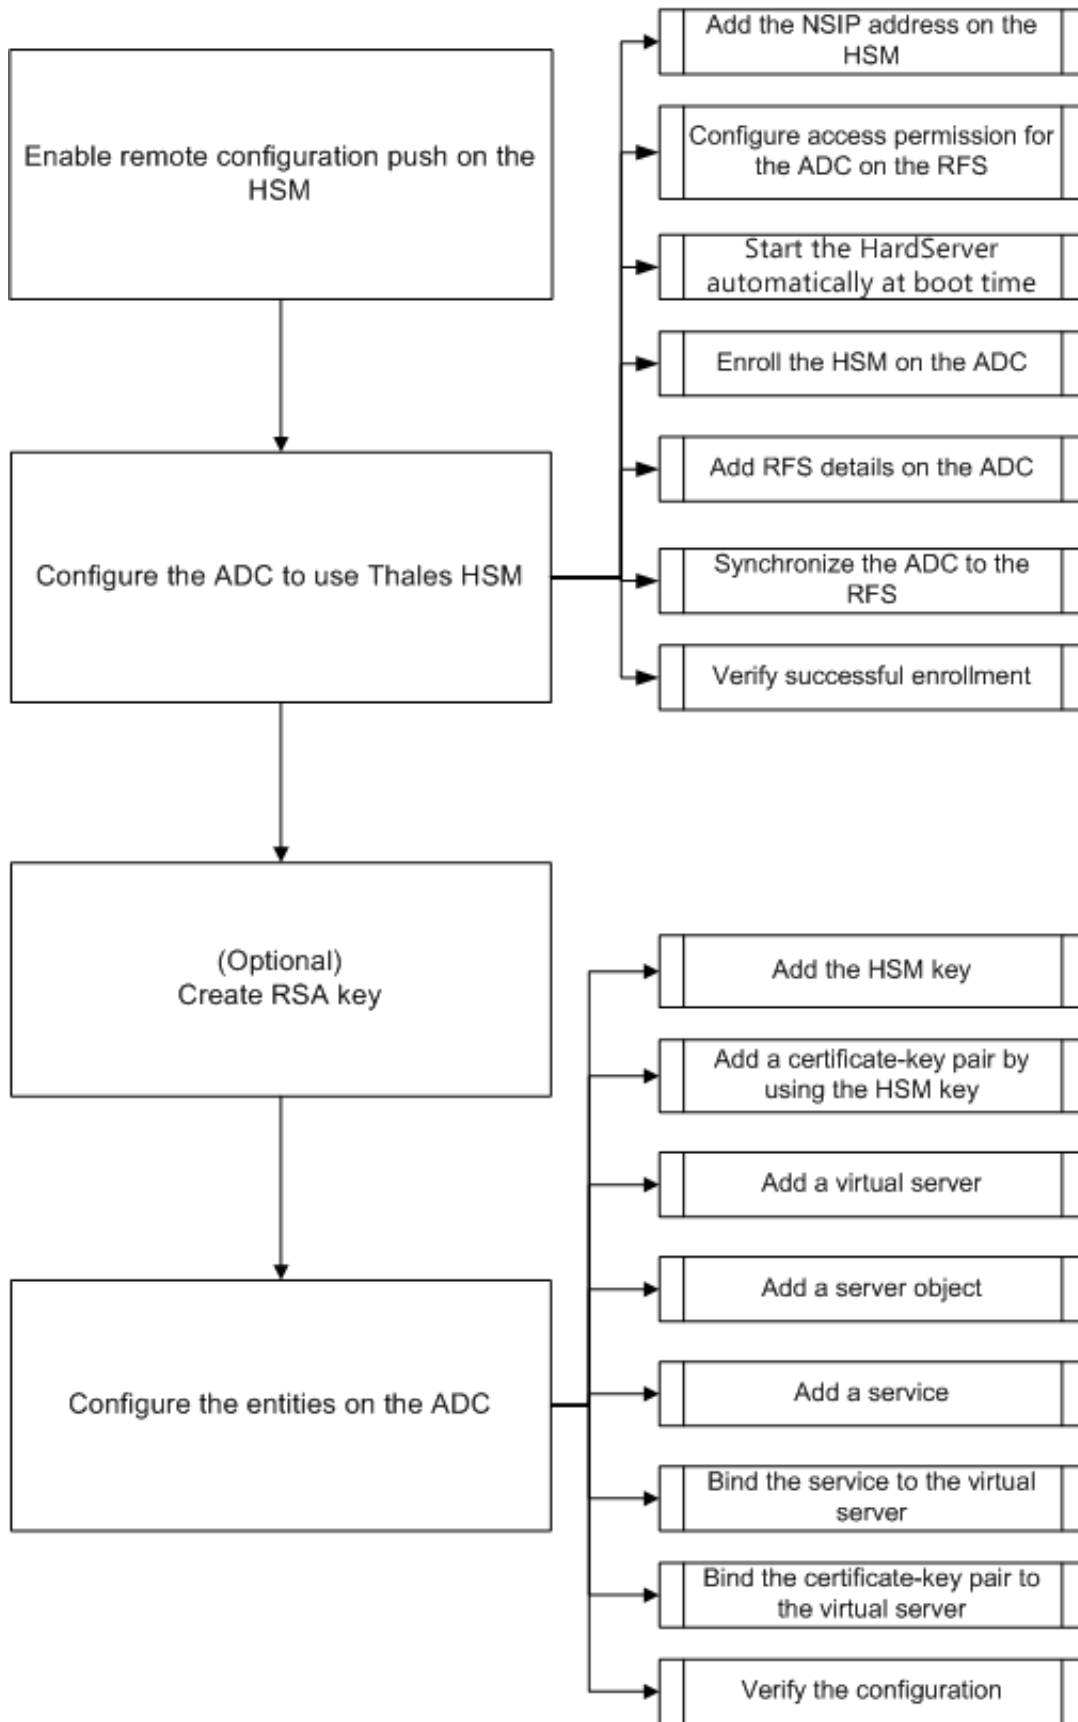 Enable remote configuration push on the
HSM
Add the NSIP address on the
HSM
Configure access permission for
the ADC on the RFS
Start the HardServer
automatically at boot time
Enroll the HSM on the ADC
Add RFS details on the ADC
Configure the ADC to use Thales HSM
Synchronize the ADC to the
RFS
Verify successful enrollment
(Optional)
Create RSA key
Configure the entities on the ADC
Add the HSM key
Add a certificate-key pair by
using the HSM key
Add a virtual server
Add a server object
Add a service
Bind the service to the virtual
server
Bind the certificate-key pair to
the virtual server
Verify the configuration